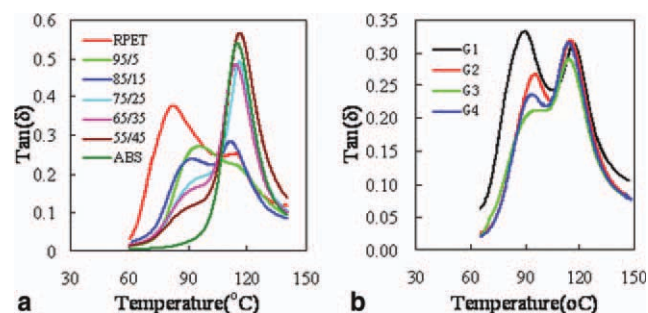 0.6
0.5
0.4
0.3
0.2
0.1
0
Tan(δ)
RPET
95/5
85/15
75/25
65/35
55/45
ABS
30 60 90 120 150
Temperature(°C)
a
0.35
0.30
0.25
0.20
0.15
0.10
0.05
0.00
Tan(δ)
G1
G2
G3
G4
30 60 90 120 150
Temperature(oC)
b